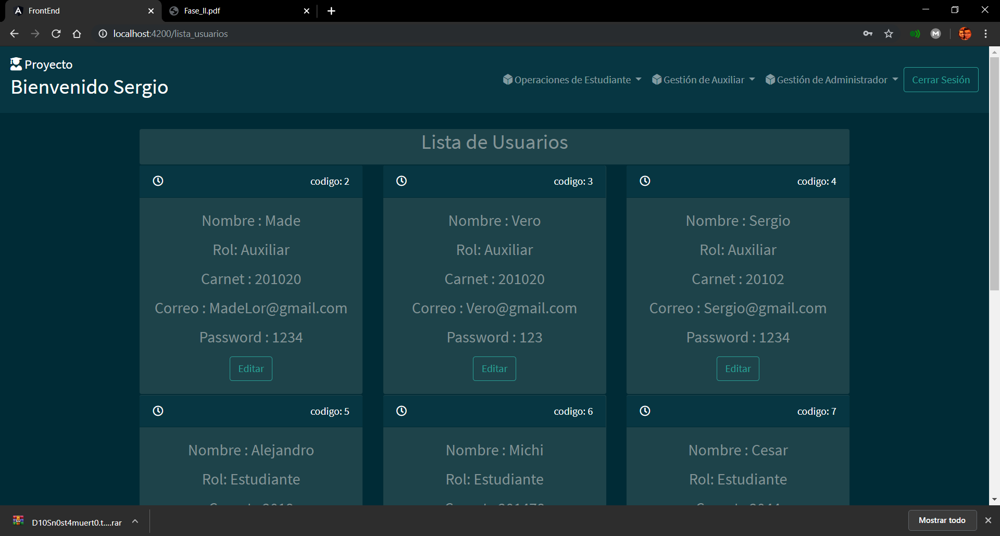 FrontEnd
Fase_II.pdf
localhost:4200/lista_usuarios
Proyecto
Bienvenido Sergio
Operaciones de Estudiante
Gestión de Auxiliar
Gestión de Administrador
Cerrar Sesión
Lista de Usuarios
codigo: 2
Nombre : Made
Rol: Auxiliar
Carnet : 201020
Correo : MadeLor@gmail.com
Password : 1234
Editar
codigo: 3
Nombre : Vero
Rol: Auxiliar
Carnet : 201020
Correo : Vero@gmail.com
Password : 123
Editar
codigo: 4
Nombre : Sergio
Rol: Auxiliar
Carnet : 20102
Correo : Sergio@gmail.com
Password : 1234
Editar
codigo: 5
Nombre : Alejandro
Rol: Estudiante
codigo: 6
Nombre : Michi
Rol: Estudiante
codigo: 7
Nombre : Cesar
Rol: Estudiante
D10Sn0st4muert0.t....rar
Mostrar todo